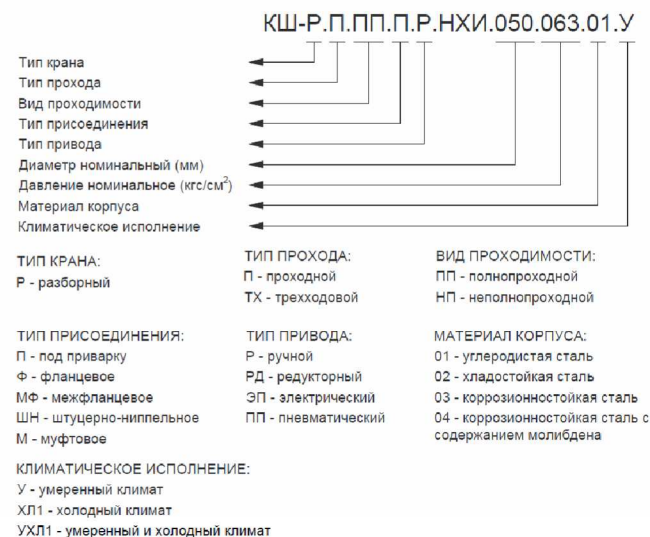 КШ-Р.П.ПП.П.Р.НХИ.050.063.01.У
Тип крана
Тип прохода
Вид проходимости
Тип присоединения
Тип привода
Диаметр номинальный (мм)
Давление номинальное (кгс/см²)
Материал корпуса
Климатическое исполнение
ТИП КРАНА:
Р - разборный
ТИП ПРОХОДА:
П - проходной
ТХ - трехходовой
ВИД ПРОХОДИМОСТИ:
ПП - полнопроходной
НП - неполнопроходной
ТИП ПРИСОЕДИНЕНИЯ:
П - под приварку
Ф - фланцевое
МФ - межфланцевое
ШН - штуцерно-ниппельное
М - муфтовое
ТИП ПРИВОДА:
Р - ручной
РД - редукторный
ЭП - электрический
ПП - пневматический
МАТЕРИАЛ КОРПУСА:
01 - углеродистая сталь
02 - хладостойкая сталь
03 - коррозионностойкая сталь
04 - коррозионностойкая сталь с
содержанием молибдена
КЛИМАТИЧЕСКОЕ ИСПОЛНЕНИЕ:
У - умеренный климат
ХЛ1 - холодный климат
УХЛ1 - умеренный и холодный климат